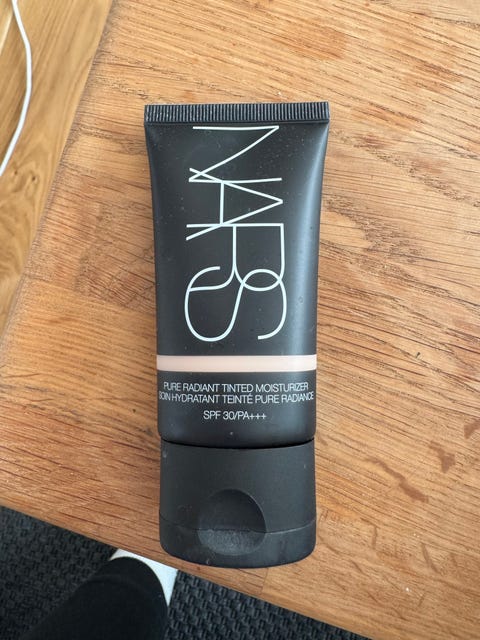 NARS
PURE RADIANT TINTED MOISTURIZER
SOIN HYDRATANT TEINTÉ PURE RADIANCE
SPF 30/PA+++